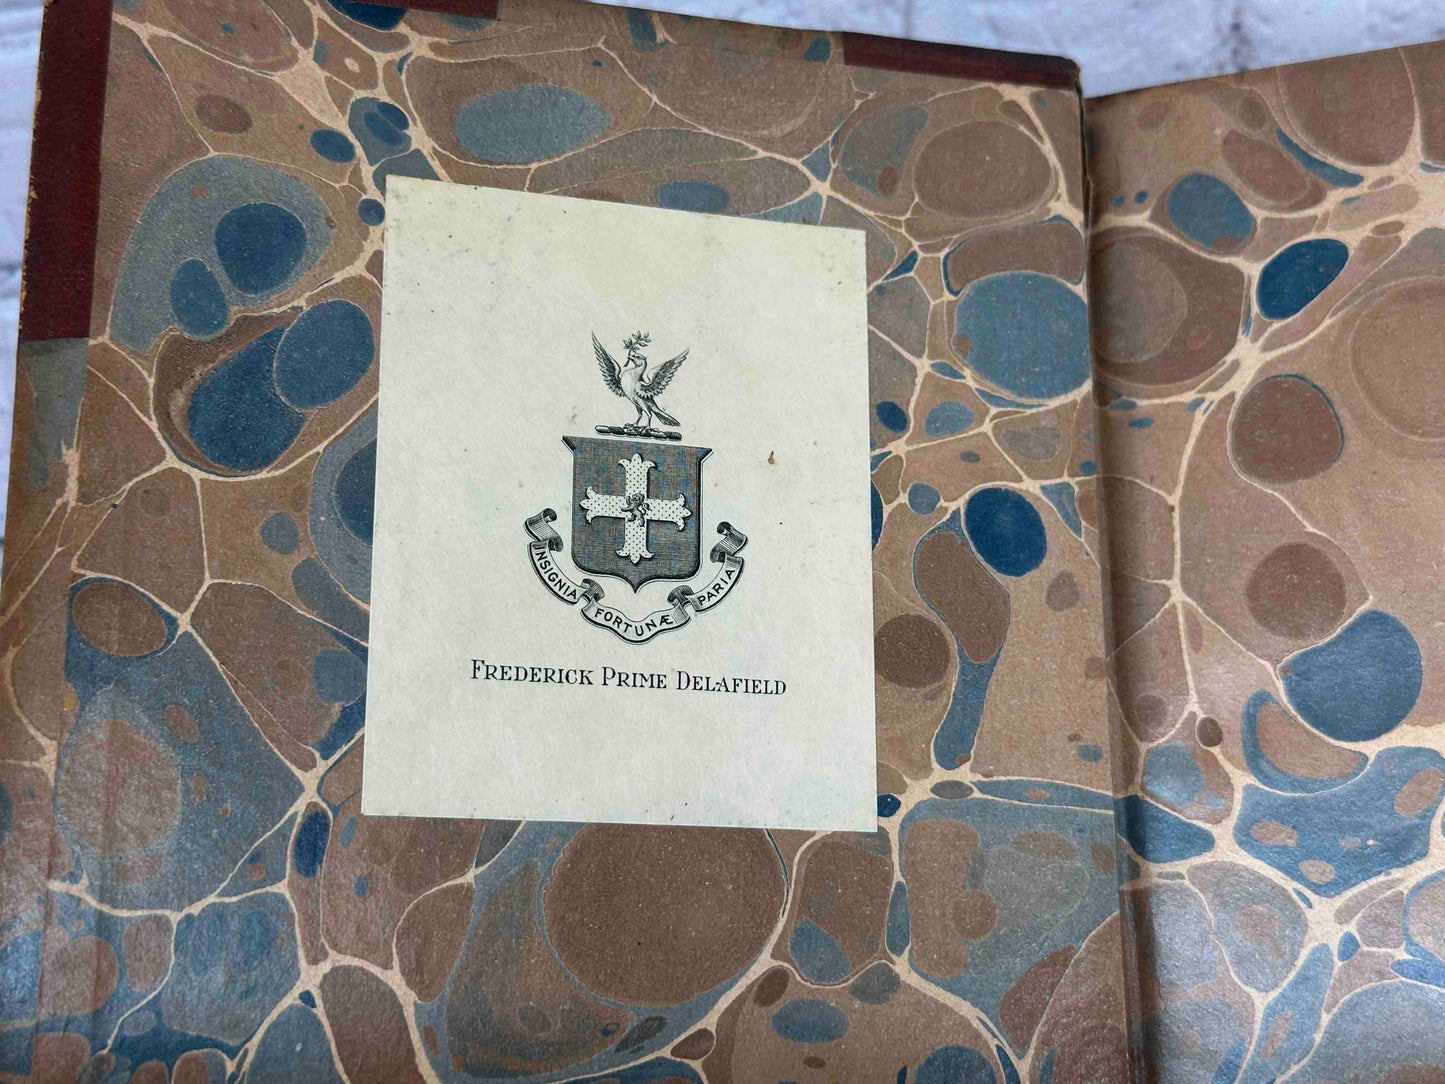 INSIGNIA FORTUNÆ PARIA
FREDERICK PRIME DELAFIELD